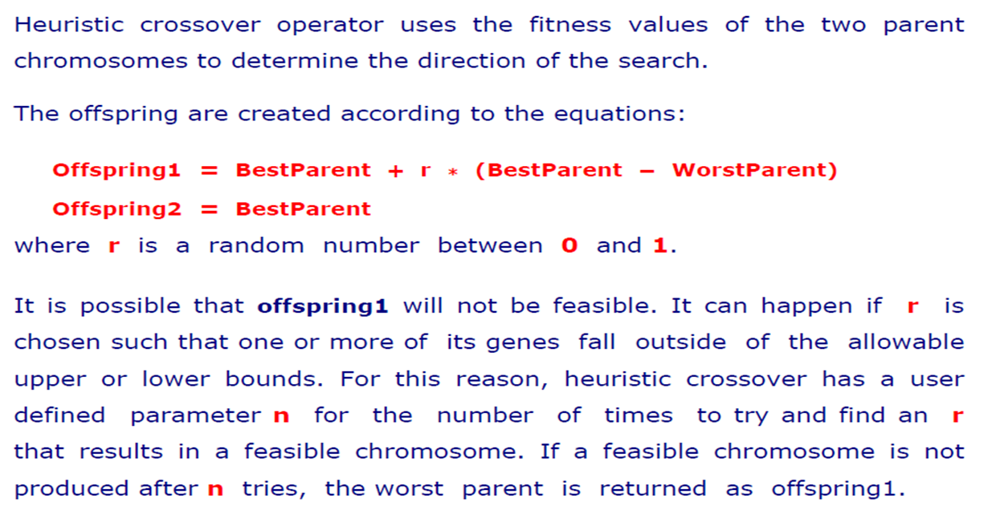 Heuristic crossover operator uses the fitness values of the two parent
chromosomes to determine the direction of the search.
The offspring are created according to the equations:
Offspring1 = BestParent + r * (BestParent − WorstParent)
Offspring2 = BestParent
where r is a random number between 0 and 1.
It is possible that offspring1 will not be feasible. It can happen if r is
chosen such that one or more of its genes fall outside of the allowable
upper or lower bounds. For this reason, heuristic crossover has a user
defined parameter n for the number of times to try and find an r
that results in a feasible chromosome. If a feasible chromosome is not
produced after n tries, the worst parent is returned as offspring1.